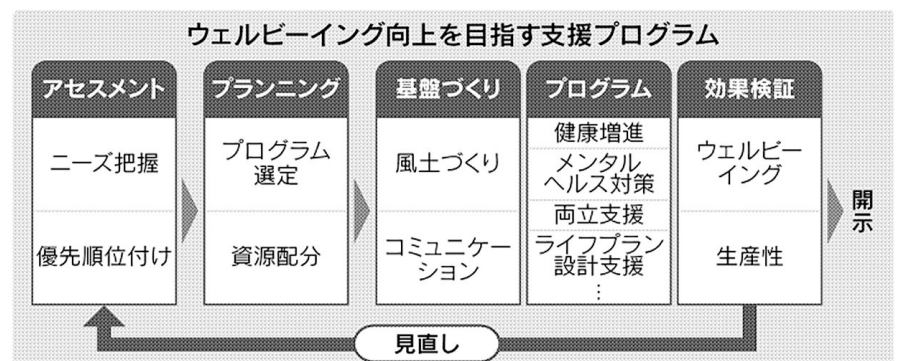 ウェルビーイング向上を目指す支援プログラム
アセスメント
ニーズ把握
優先順位付け
プランニング
プログラム
選定
資源配分
基盤づくり
風土づくり
コミュニケー
ション
プログラム
健康増進
メンタル
ヘルス対策
両立支援
ライフプラン
設計支援
⋮
効果検証
ウェルビー
イング
生産性
開示
見直し